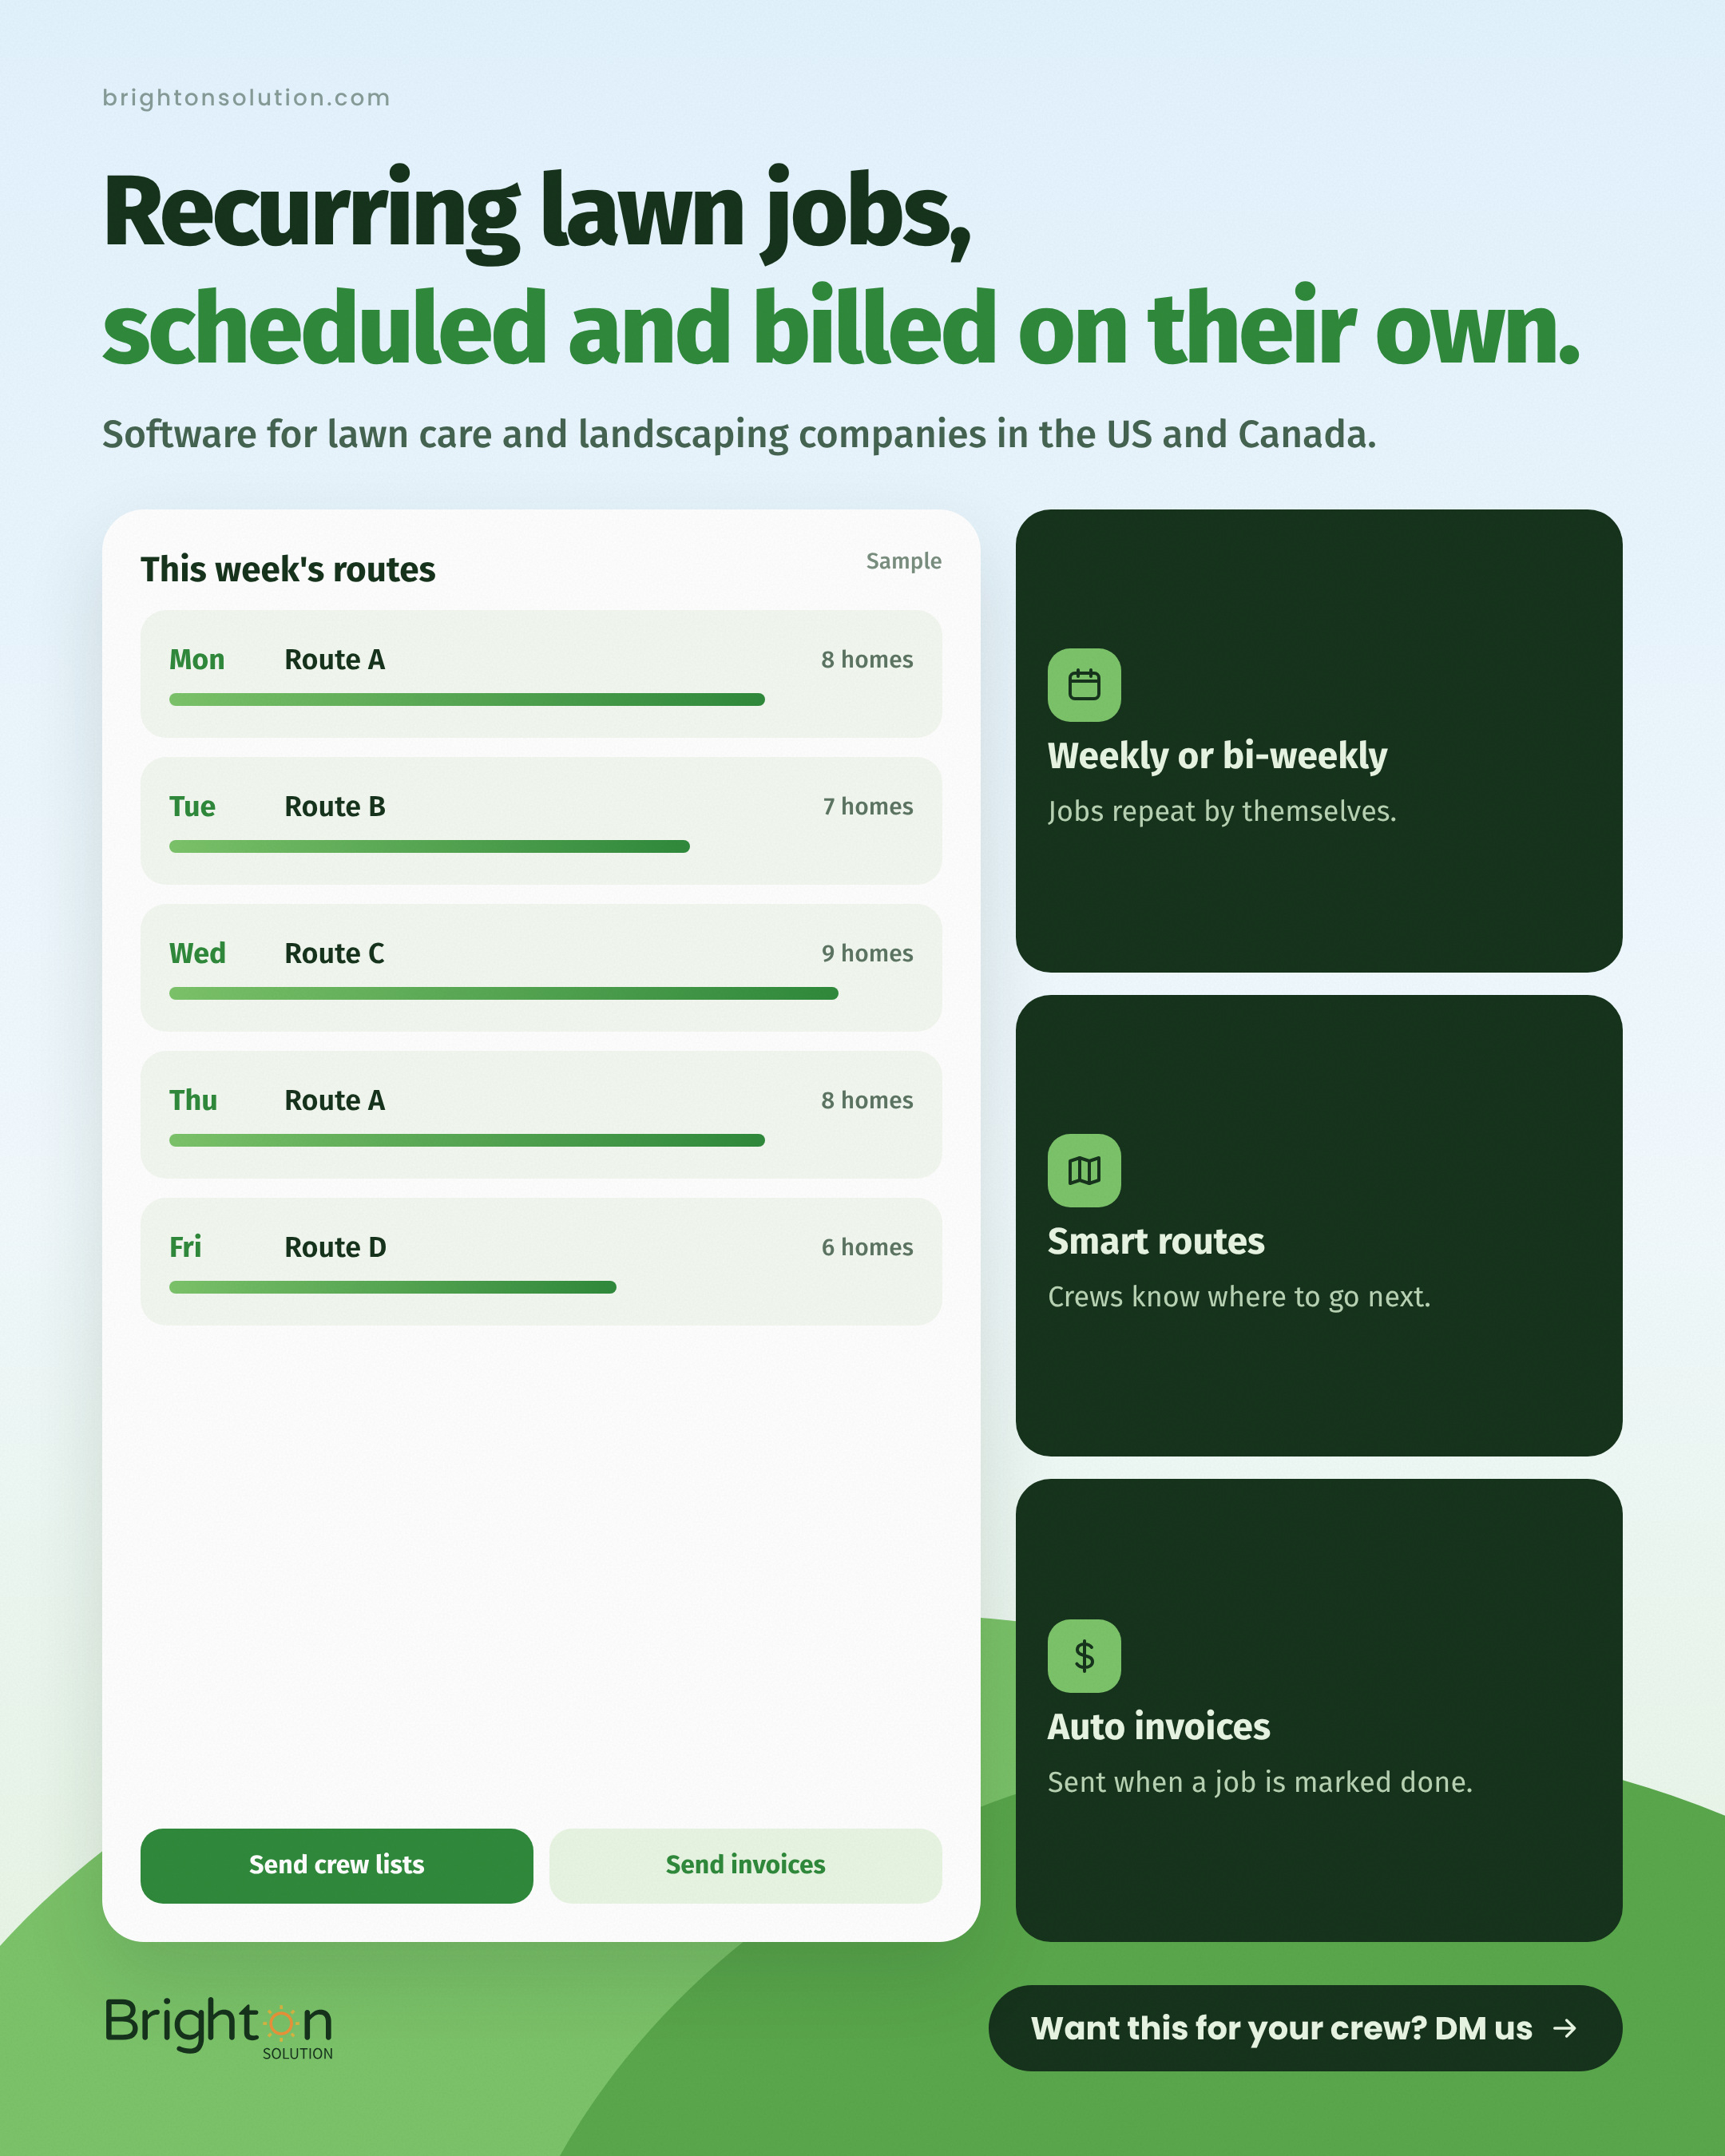 brightonsolution.com
Recurring lawn jobs,
scheduled and billed on their own.
Software for lawn care and landscaping companies in the US and Canada.
This week's routes
Sample
Mon Route A 8 homes
Tue Route B 7 homes
Wed Route C 9 homes
Thu Route A 8 homes
Fri Route D 6 homes
Send crew lists
Send invoices
Weekly or bi-weekly
Jobs repeat by themselves.
Smart routes
Crews know where to go next.
$
Auto invoices
Sent when a job is marked done.
Brighton
SOLUTION
Want this for your crew? DM us →